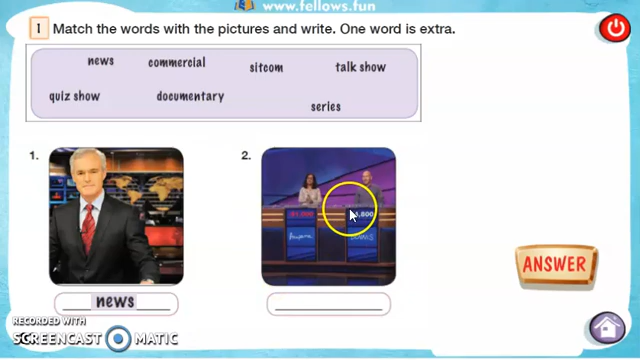 www.fellows.fun
1 Match the words with the pictures and write. One word is extra.
news commercial sitcom talk show
quiz show documentary series
1. 2.
ANSWER
news
RECORDED WITH
SCREENCAST MATIC